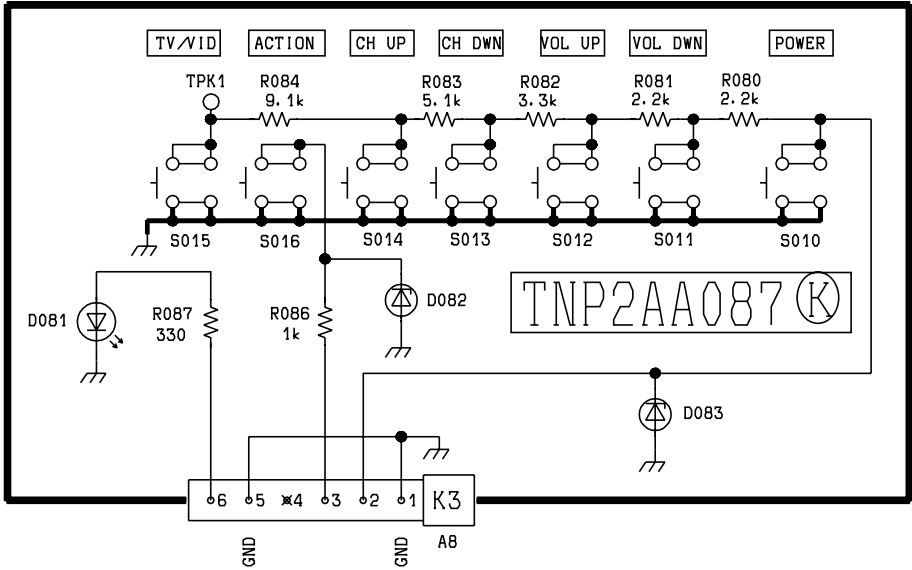 TV/VID ACTION CH UP CH DWN VOL UP VOL DWN POWER
TPK1 R084 R083 R082 R081 R080
9.1k 5.1k 3.3k 2.2k 2.2k
S015 S016 S014 S013 S012 S011 S010
D081 R087 R086 D082 TNP2AA087 K
330 1k
D083
6 5 4 3 2 1 K3
GND GND A8